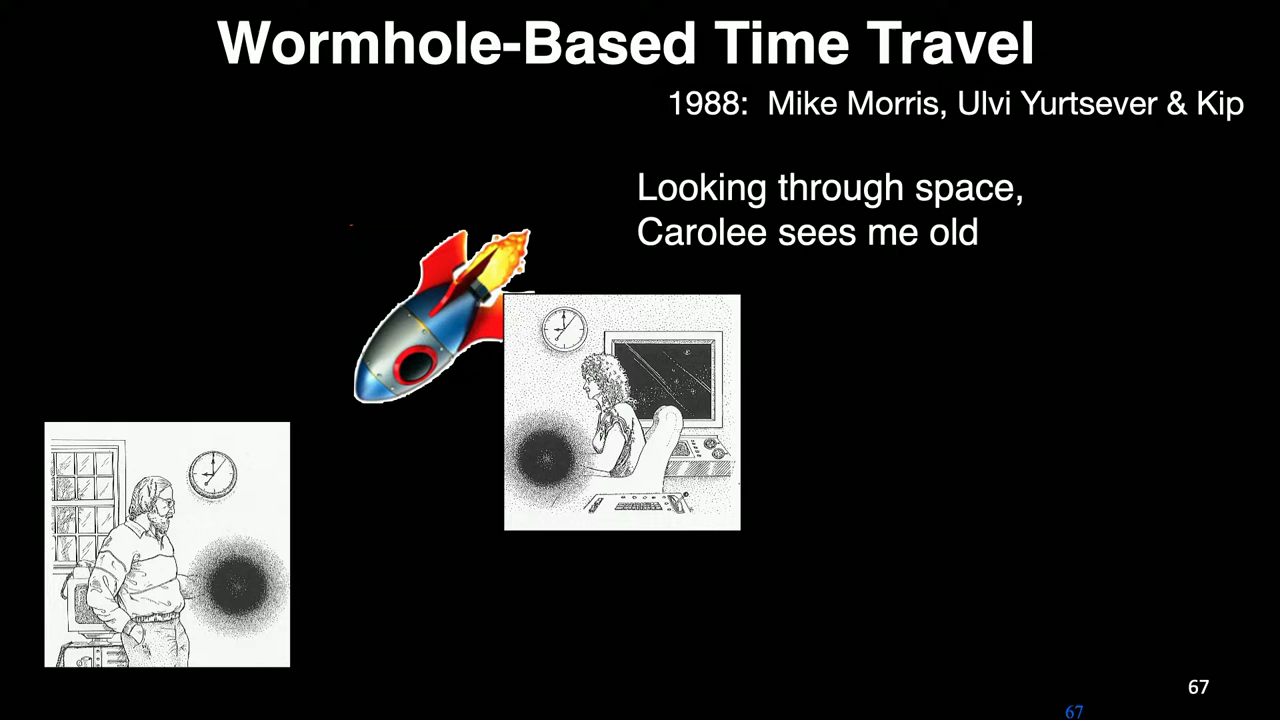 Wormhole-Based Time Travel
1988:  Mike Morris, Ulvi Yurtsever & Kip
Looking through space,
Carolee sees me old
67
67